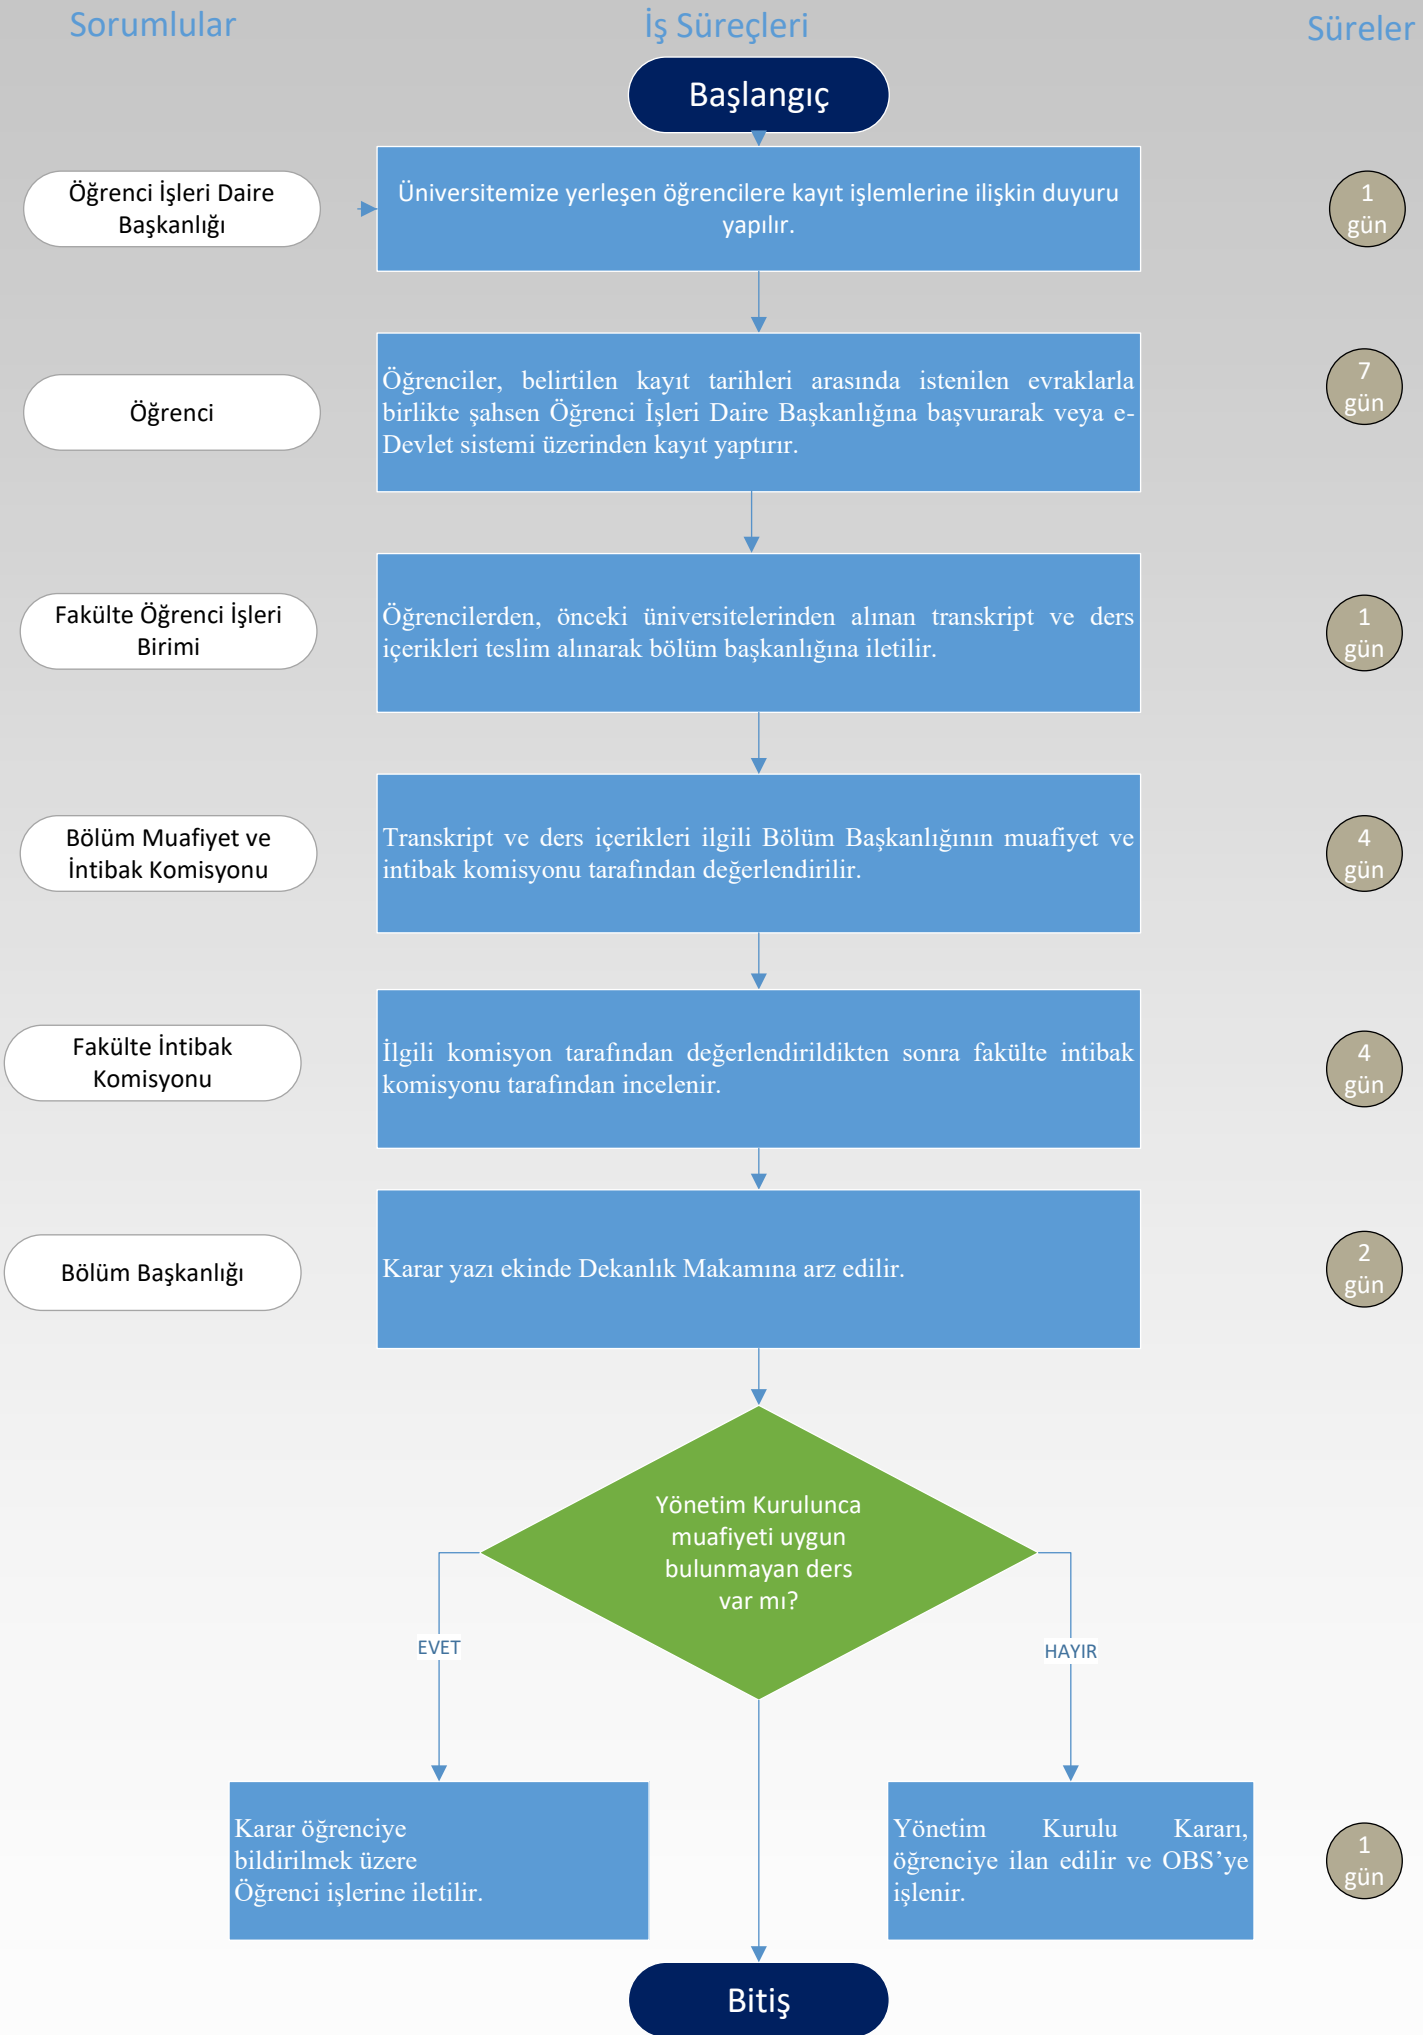 Sorumlular
İş Süreçleri
Süreler
Başlangıç
Öğrenci İşleri Daire
Başkanlığı
Üniversitemize yerleşen öğrencilere kayıt işlemlerine ilişkin duyuru
yapılır.
1
gün
Öğrenci
Öğrenciler, belirtilen kayıt tarihleri arasında istenilen evraklarla
birlikte şahsen Öğrenci İşleri Daire Başkanlığına başvurarak veya e-
Devlet sistemi üzerinden kayıt yaptırır.
7
gün
Fakülte Öğrenci İşleri
Birimi
Öğrencilerden, önceki üniversitelerinden alınan transkript ve ders
içerikleri teslim alınarak bölüm başkanlığına iletilir.
1
gün
Bölüm Muafiyet ve
İntibak Komisyonu
Transkript ve ders içerikleri ilgili Bölüm Başkanlığının muafiyet ve
intibak komisyonu tarafından değerlendirilir.
4
gün
Fakülte İntibak
Komisyonu
İlgili komisyon tarafından değerlendirildikten sonra fakülte intibak
komisyonu tarafından incelenir.
4
gün
Bölüm Başkanlığı
Karar yazı ekinde Dekanlık Makamına arz edilir.
2
gün
Yönetim Kurulunca
muafiyeti uygun
bulunmayan ders
var mı?
EVET
HAYIR
Karar öğrenciye
bildirilmek üzere
Öğrenci işlerine iletilir.
Yönetim Kurulu Kararı,
öğrenciye ilan edilir ve OBS’ye
işlenir.
1
gün
Bitiş